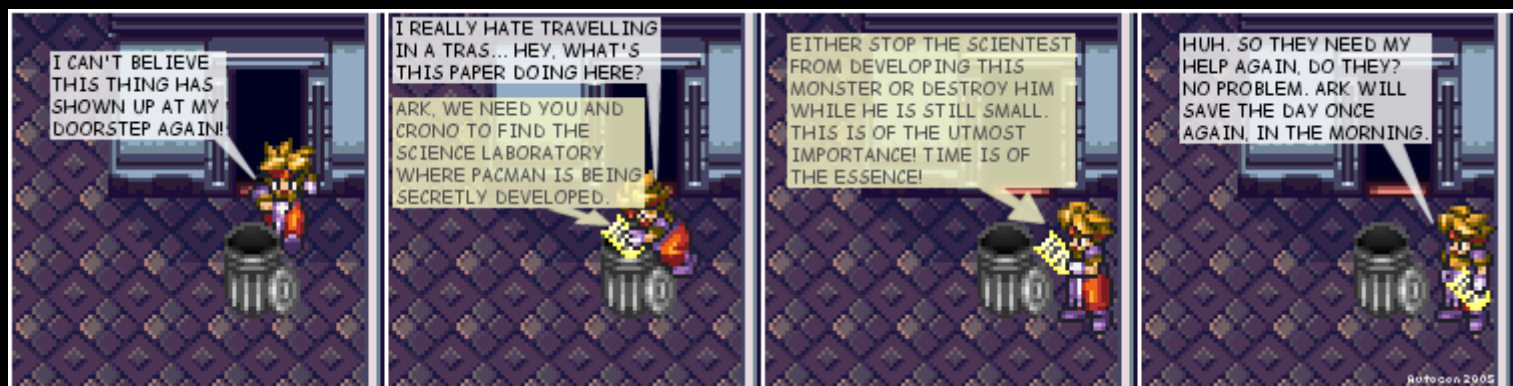 I CAN'T BELIEVE
THIS THING HAS
SHOWN UP AT MY
DOORSTEP AGAIN!
I REALLY HATE TRAVELLING
IN A TRAS... HEY, WHAT'S
THIS PAPER DOING HERE?
ARK, WE NEED YOU AND
CRONO TO FIND THE
SCIENCE LABORATORY
WHERE PACMAN IS BEING
SECRETLY DEVELOPED.
EITHER STOP THE SCIENTEST
FROM DEVELOPING THIS
MONSTER OR DESTROY HIM
WHILE HE IS STILL SMALL.
THIS IS OF THE UTMOST
IMPORTANCE! TIME IS OF
THE ESSENCE!
HUH. SO THEY NEED MY
HELP AGAIN, DO THEY?
NO PROBLEM. ARK WILL
SAVE THE DAY ONCE
AGAIN, IN THE MORNING.
Autocon 2005